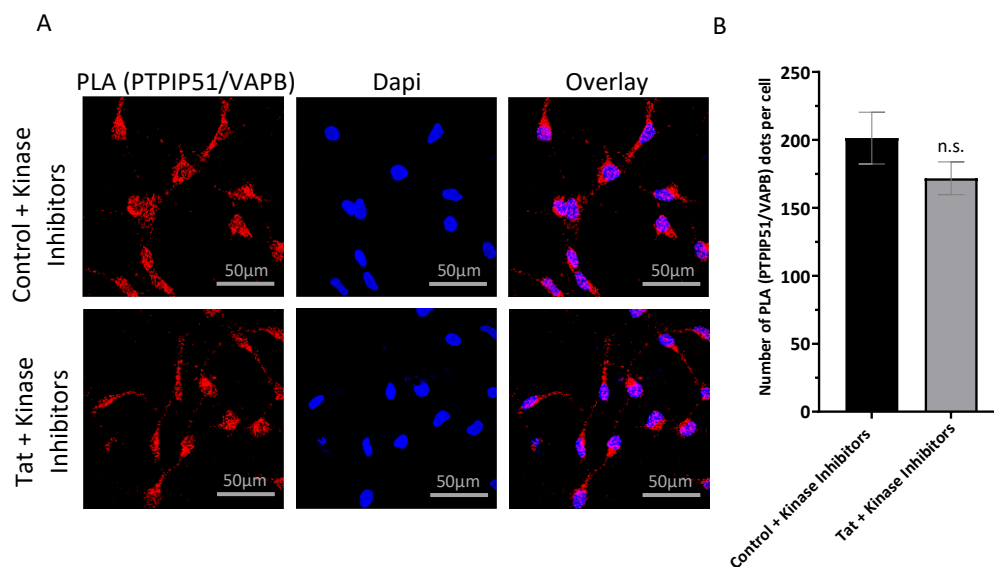 A
PLA (PTPIP51/VAPB)
Dapi
Overlay
Control + Kinase
Inhibitors
50µm
50µm
50µm
Tat + Kinase
Inhibitors
50µm
50µm
50µm
B
Number of PLA (PTPIP51/VAPB) dots per cell
250
200
150
100
50
0
n.s.
Control + Kinase Inhibitors
Tat + Kinase Inhibitors